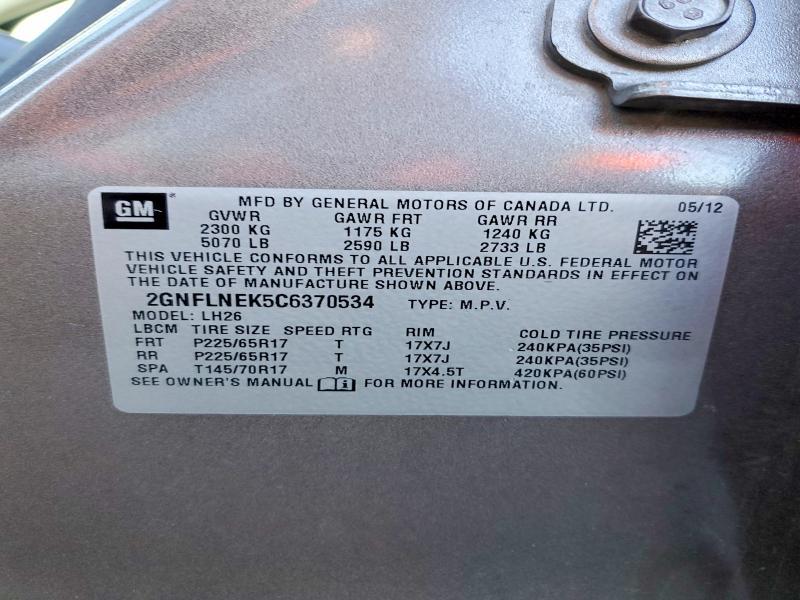 GM
MFD BY GENERAL MOTORS OF CANADA LTD. 05/12
GVWR GAWR FRT GAWR RR
2300 KG 1175 KG 1240 KG
5070 LB 2590 LB 2733 LB
THIS VEHICLE CONFORMS TO ALL APPLICABLE U.S. FEDERAL MOTOR
VEHICLE SAFETY AND THEFT PREVENTION STANDARDS IN EFFECT ON
THE DATE OF MANUFACTURE SHOWN ABOVE.
2GNFLNEK5C6370534 TYPE: M.P.V.
MODEL: LH26
LBCM TIRE SIZE SPEED RTG RIM COLD TIRE PRESSURE
FRT P225/65R17 T 17X7J 240KPA(35PSI)
RR P225/65R17 T 17X7J 240KPA(35PSI)
SPA T145/70R17 M 17X4.5T 420KPA(60PSI)
SEE OWNER'S MANUAL FOR MORE INFORMATION.